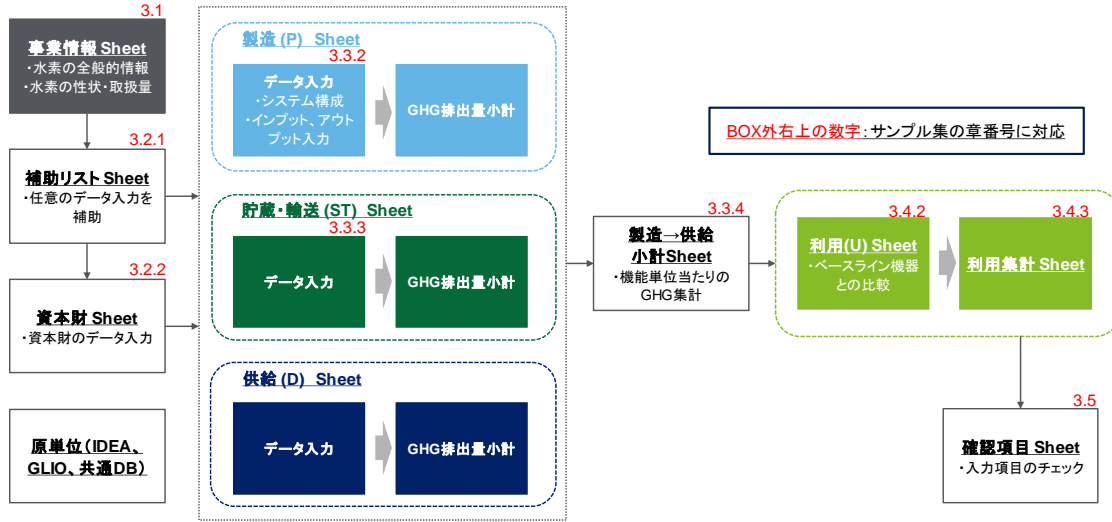 3.1
事業情報 Sheet
・水素の全般的情報
・水素の性状・取扱量
3.2.1
補助リスト Sheet
・任意のデータ入力を
補助
3.2.2
資本財 Sheet
・資本財のデータ入力
原単位(IDEA、
GLIO、共通DB)
製造 (P) Sheet
3.3.2
データ入力
・システム構成
・インプット、アウト
プット入力
GHG排出量小計
貯蔵・輸送 (ST) Sheet
3.3.3
データ入力
GHG排出量小計
供給 (D) Sheet
データ入力
GHG排出量小計
3.3.4
製造→供給
小計Sheet
・機能単位当たりの
GHG集計
BOX外右上の数字:サンプル集の章番号に対応
3.4.2
利用(U) Sheet
・ベースライン機器
との比較
3.4.3
利用集計 Sheet
3.5
確認項目 Sheet
・入力項目のチェック